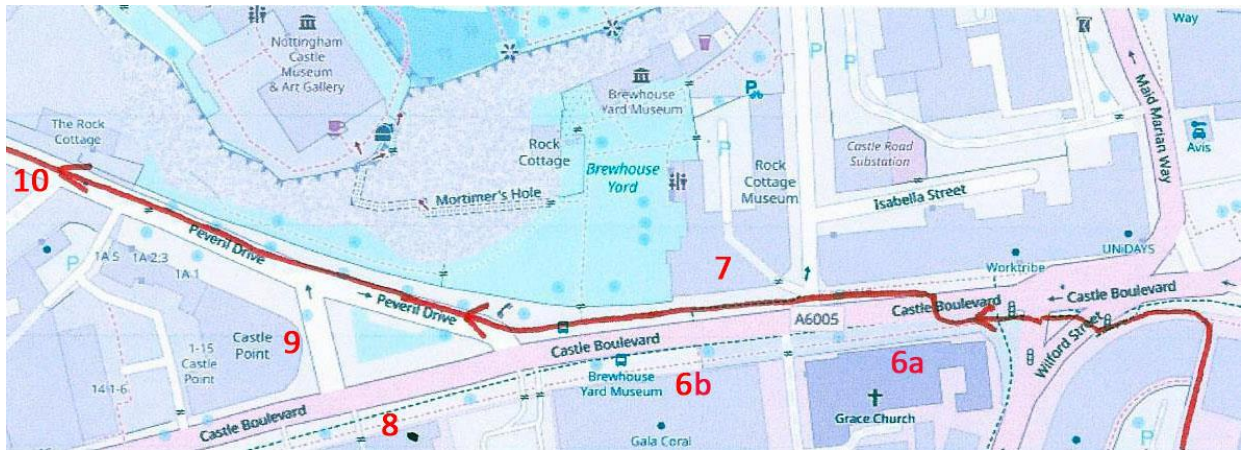 Way
Nottingham
Castle
Museum
& Art Gallery
P
P
Maid Marian Way
Brewhouse
Yard Museum
The Rock
Cottage
Castle Road
Substation
Avis
Rock
Cottage
Brewhouse
Yord
P
Rock
Cottage
Museum
10
Mortimer's Hole
Isabella Street
Peveril Drive
1A 5
1A 2;3
1A 1
P
7
UNiDAYS
Worktribe
Peveril Drive
Castle Boulevard
Castle Boulevard
A6005
Castle
Point
9
1-15
Castle
Point
Castle Boulevard
Wilford Street
6a
Brewhouse
Yard Museum
6b
14 1-6
Castle Boulevard
8
Grace Church
Gala Coral
P